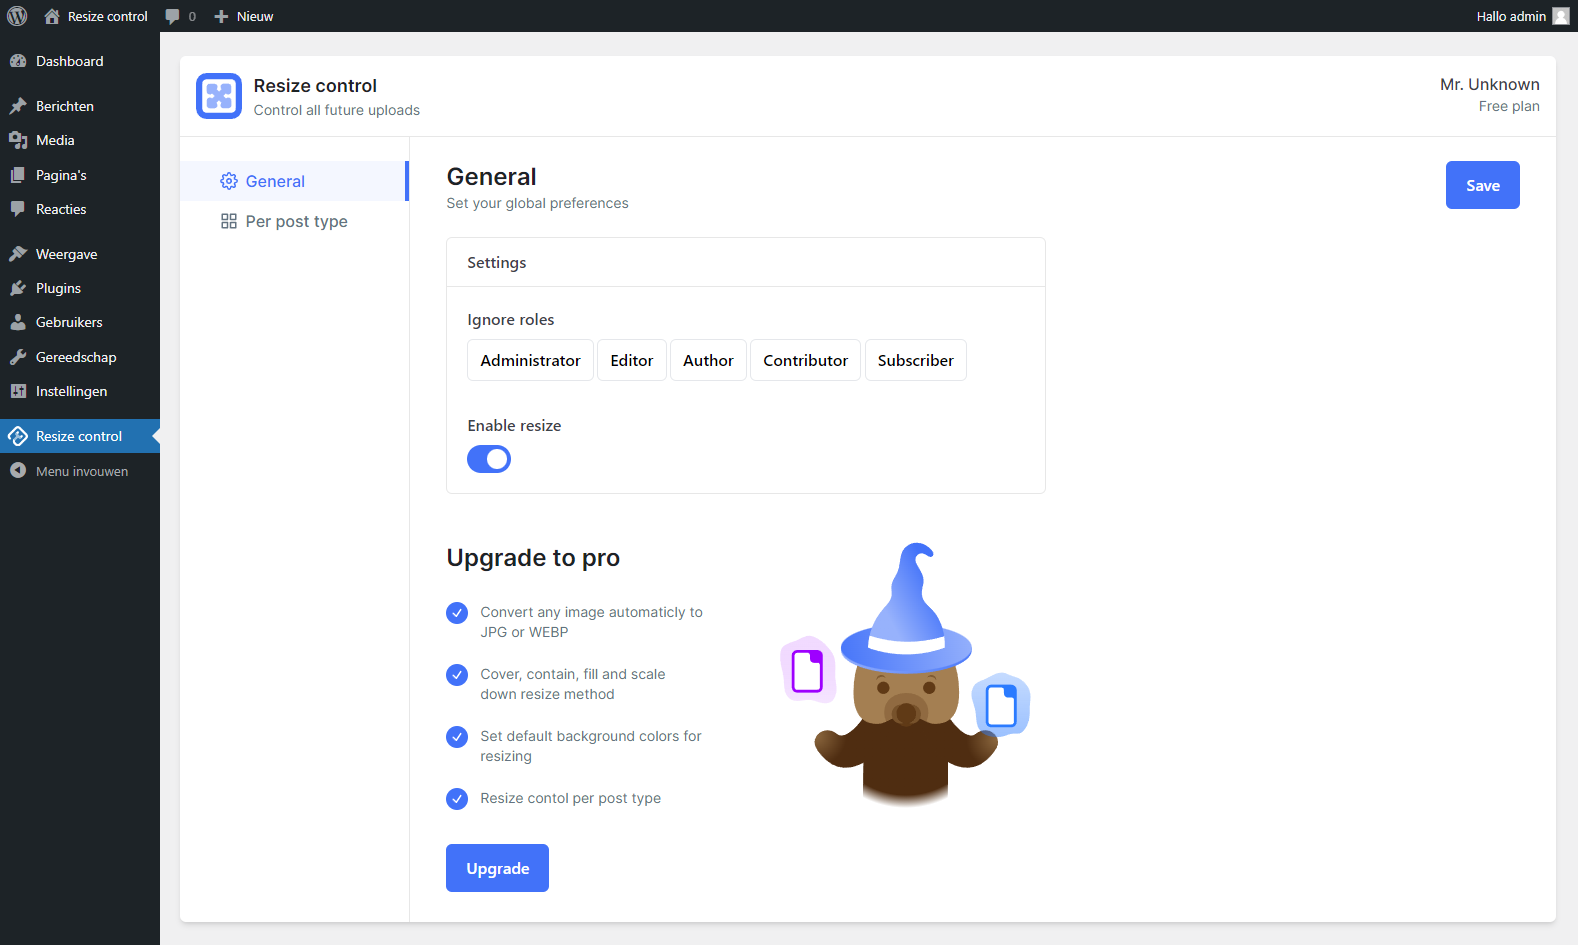 Resize control
0
Nieuw
Hallo admin
Dashboard
Berichten
Media
Pagina's
Reacties
Weergave
Plugins
Gebruikers
Gereedschap
Instellingen
Resize control
Menu invouwen
Resize control
Control all future uploads
Mr. Unknown
Free plan
General
Per post type
General
Set your global preferences
Save
Settings
Ignore roles
Administrator Editor Author Contributor Subscriber
Enable resize
Upgrade to pro
Convert any image automaticly to
JPG or WEBP
Cover, contain, fill and scale
down resize method
Set default background colors for
resizing
Resize contol per post type
Upgrade